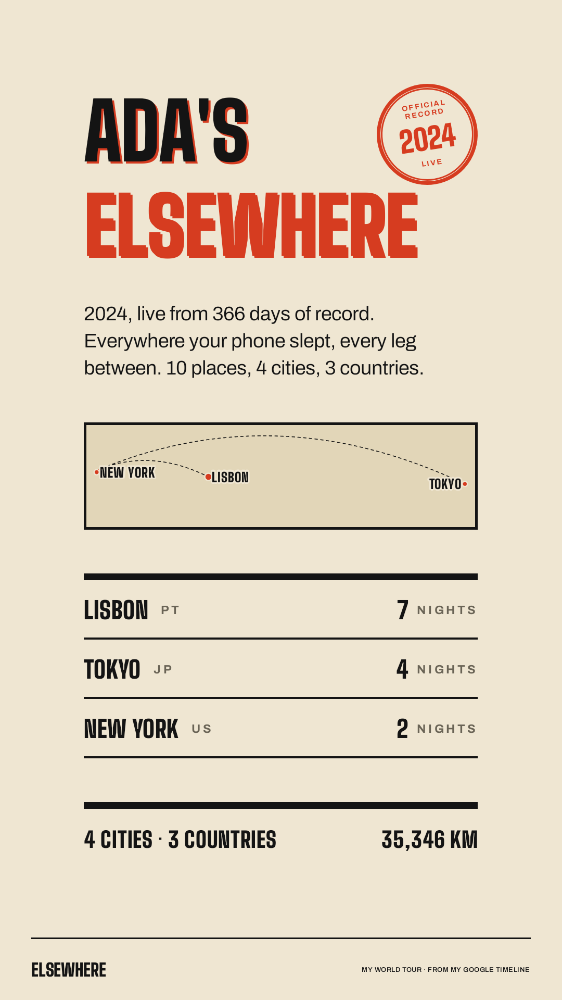 ADA'S
ELSEWHERE
OFFICIAL
RECORD
2024
LIVE
2024, live from 366 days of record.
Everywhere your phone slept, every leg
between. 10 places, 4 cities, 3 countries.
NEW YORK
LISBON
TOKYO
LISBON PT 7 NIGHTS
TOKYO JP 4 NIGHTS
NEW YORK US 2 NIGHTS
4 CITIES · 3 COUNTRIES 35,346 KM
ELSEWHERE MY WORLD TOUR · FROM MY GOOGLE TIMELINE